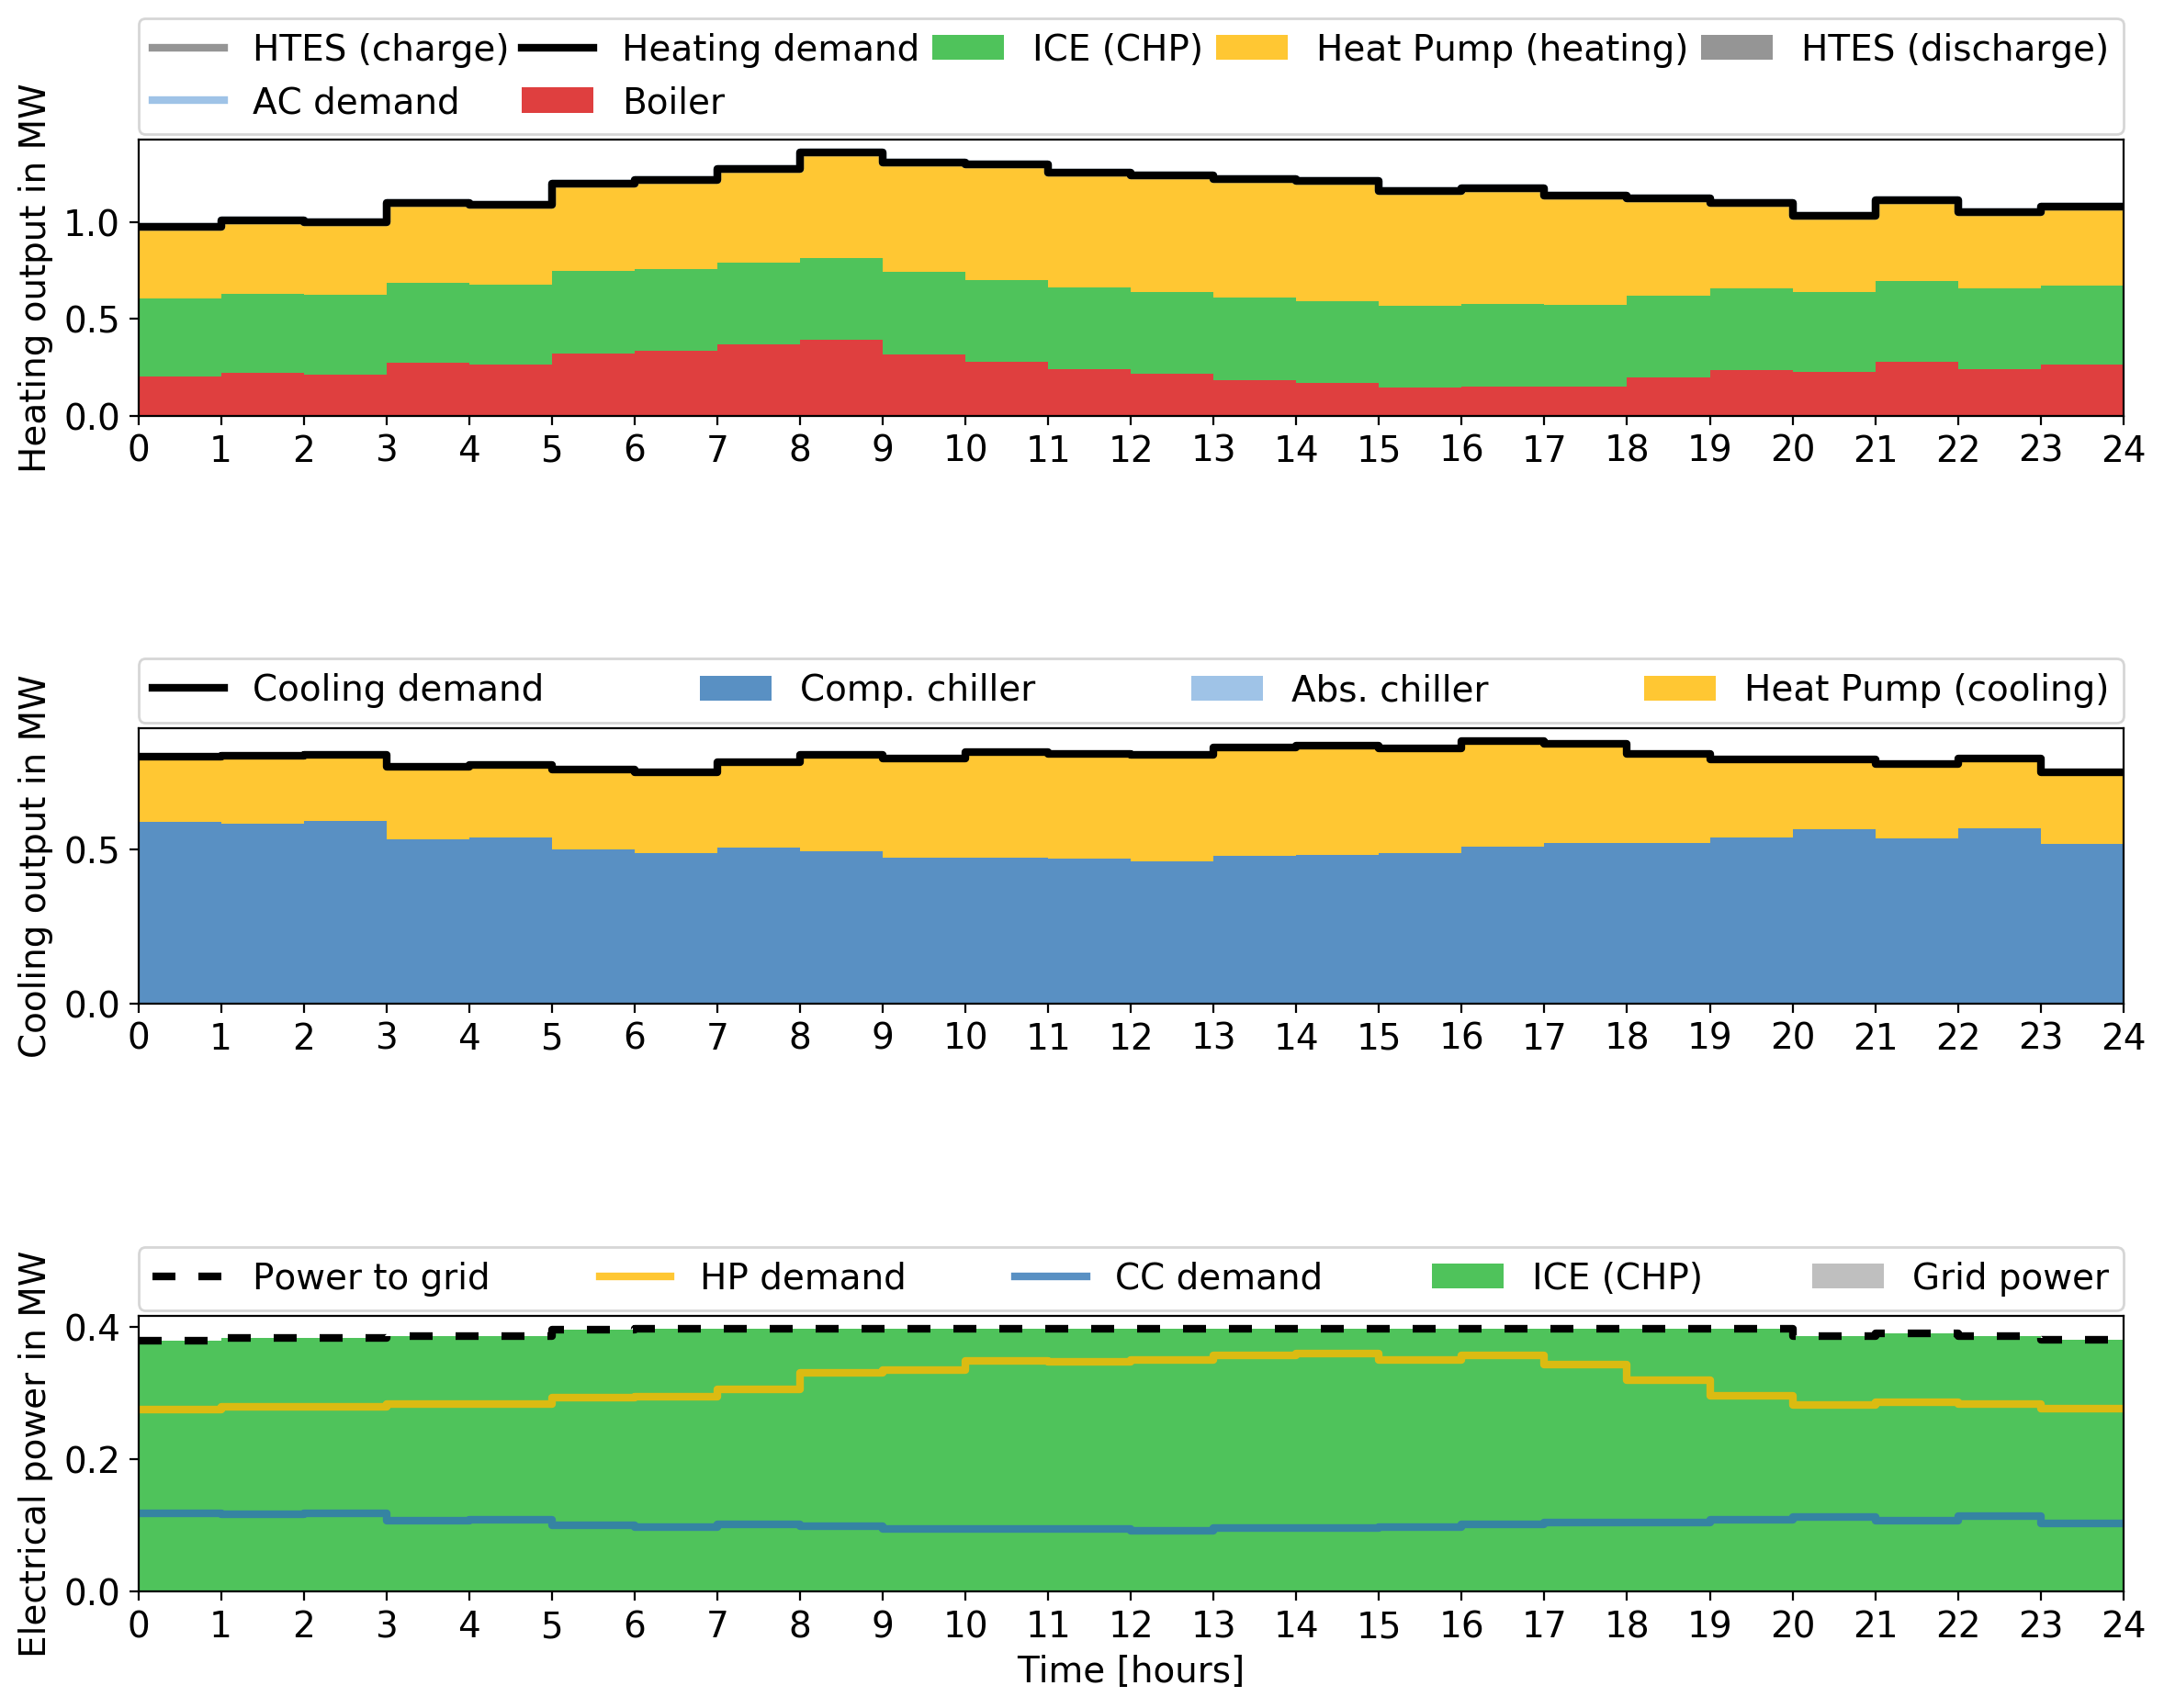 HTES (charge) Heating demand ICE (CHP) Heat Pump (heating) HTES (discharge)
AC demand Boiler
Heating output in MW
1.0
0.5
0.0
0 1 2 3 4 5 6 7 8 9 10 11 12 13 14 15 16 17 18 19 20 21 22 23 24
Cooling demand Comp. chiller Abs. chiller Heat Pump (cooling)
Cooling output in MW
0.5
0.0
0 1 2 3 4 5 6 7 8 9 10 11 12 13 14 15 16 17 18 19 20 21 22 23 24
Power to grid HP demand CC demand ICE (CHP) Grid power
Electrical power in MW
0.4
0.2
0.0
0 1 2 3 4 5 6 7 8 9 10 11 12 13 14 15 16 17 18 19 20 21 22 23 24
Time [hours]